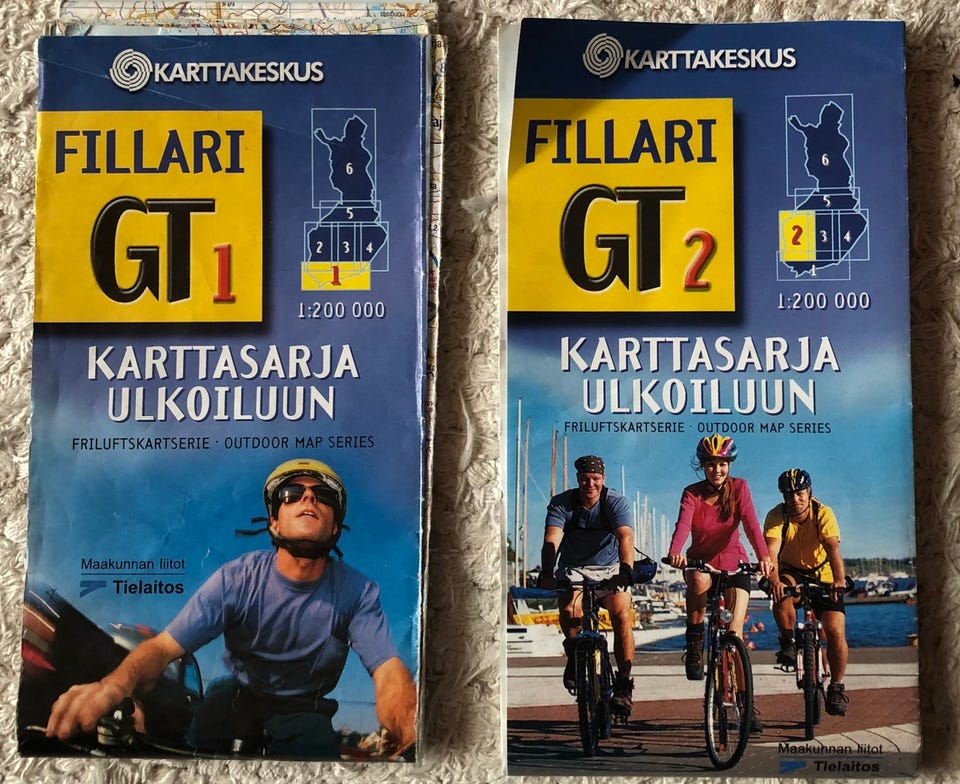 KARTTAKESKUS
FILLARI
GT 1
6
5
2 3 4
1
1:200 000
KARTTASARJA
ULKOILUUN
FRILUFTSKARTSERIE · OUTDOOR MAP SERIES
Maakunnan liitot
Tielaitos
KARTTAKESKUS
FILLARI
GT 2
6
5
2 3 4
1
1:200 000
KARTTASARJA
ULKOILUUN
FRILUFTSKARTSERIE · OUTDOOR MAP SERIES
Maakunnan liitot
Tielaitos